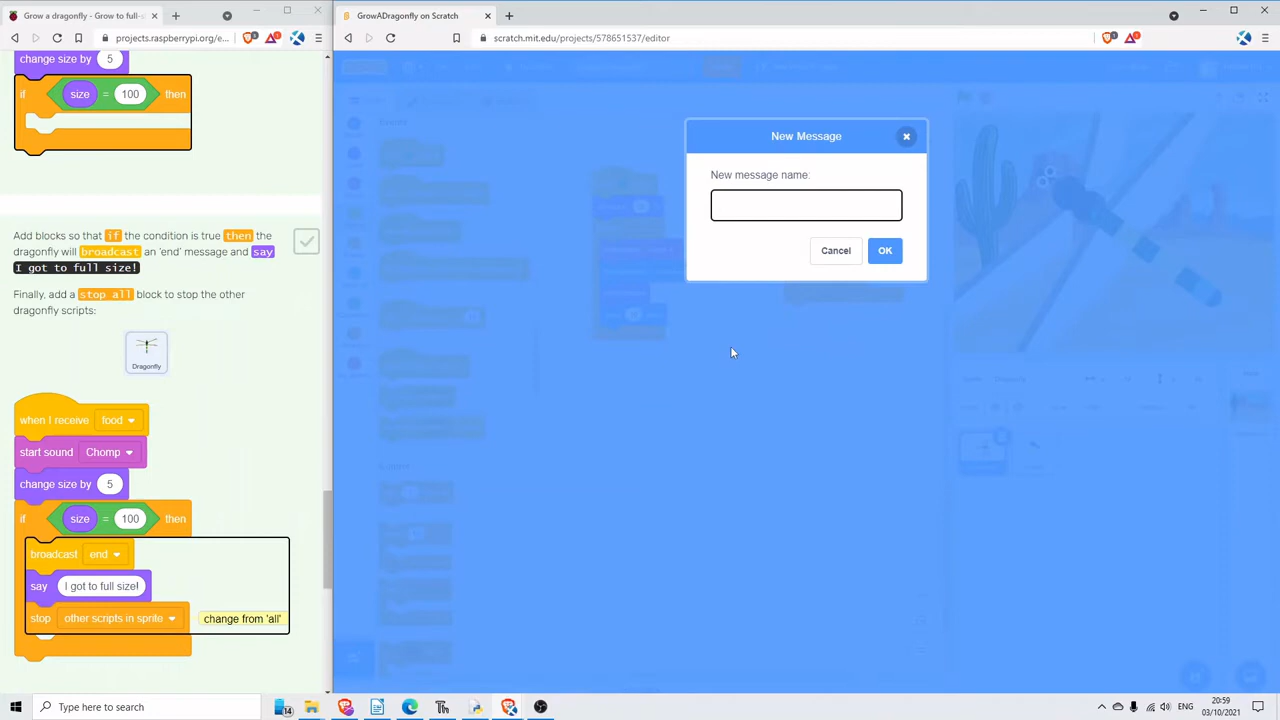 Grow a dragonfly - Grow to full-s
GrowADragonfly on Scratch
projects.raspberrypi.org/e...
scratch.mit.edu/projects/578651537/editor
change size by 5
if size = 100 then
New Message
New message name:
Cancel OK
Add blocks so that if the condition is true then the
dragonfly will broadcast an 'end' message and say
I got to full size!
Finally, add a stop all block to stop the other
dragonfly scripts:
Dragonfly
when I receive food
start sound Chomp
change size by 5
if size = 100 then
broadcast end
say I got to full size!
stop other scripts in sprite change from 'all'
Events
Control
Type here to search
14
ENG
20:59
03/10/2021